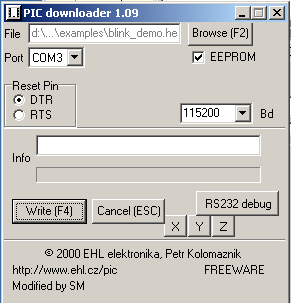 PIC downloader 1.09
File d:\...\examples\blink_demo.he Browse (F2)
Port COM3 EEPROM
Reset Pin
DTR
RTS 115200 Bd
Info
Write (F4) Cancel (ESC) RS232 debug
X Y Z
© 2000 EHL elektronika, Petr Kolomaznik
http://www.ehl.cz/pic FREEWARE
Modified by SM